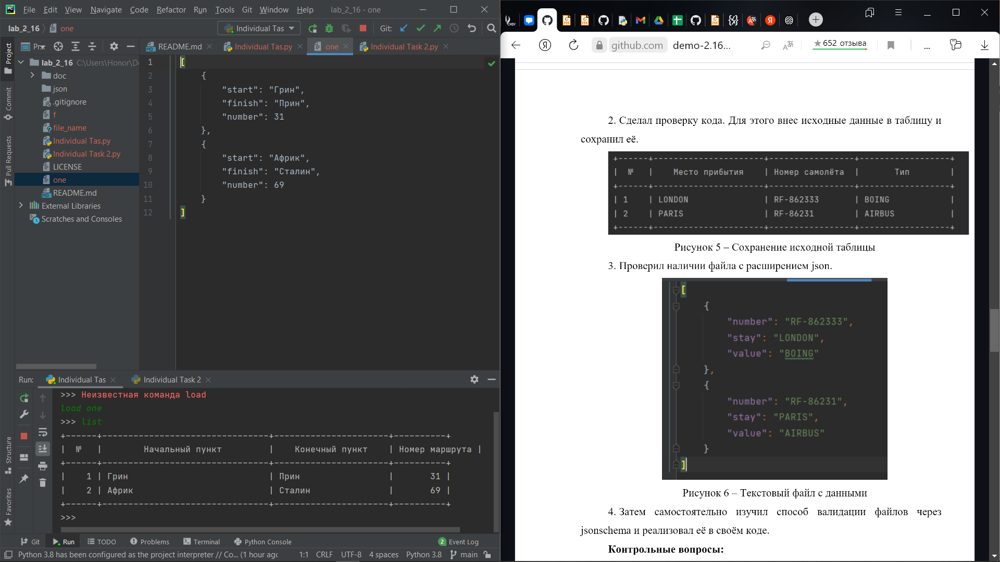 File Edit View Navigate Code Refactor Run Tools Git Window Help lab_2_16 - one
lab_2_16 one Individual Tas Git:
Project
Commit
Pull Requests
Structure
Favorites
Pr
lab_2_16 C:\Users\Honor\D
doc
json
.gitignore
f
file_name
Individual Tas.py
Individual Task 2.py
LICENSE
one
README.md
External Libraries
Scratches and Consoles
README.md Individual Tas.py one Individual Task 2.py
1 [
2 {
3 "start": "Грин",
4 "finish": "Прин",
5 "number": 31
6 },
7 {
8 "start": "Африк",
9 "finish": "Сталин",
10 "number": 69
11 }
12 ]
Run: Individual Tas Individual Task 2
>>> Неизвестная команда load
load one
>>> list
+------+--------------------------------+----------------------+----------+
| № | Начальный пункт | Конечный пункт | Номер маршрута |
+------+--------------------------------+----------------------+----------+
| 1 | Грин | Прин | 31 |
| 2 | Африк | Сталин | 69 |
+------+--------------------------------+----------------------+----------+
>>>
Git Run TODO Problems Terminal Python Console 2 Event Log
Python 3.8 has been configured as the project interpreter // Co... (1 hour agc 1:1 CRLF UTF-8 4 spaces Python 3.8 main
github.com demo-2.16... 652 отзыва ...
2. Сделал проверку кода. Для этого внес исходные данные в таблицу и
сохранил её.
+------+----------------------+-----------------+------------------+
| № | Место прибытия | Номер самолёта | Тип |
+------+----------------------+-----------------+------------------+
| 1 | LONDON | RF-862333 | BOING |
| 2 | PARIS | RF-86231 | AIRBUS |
+------+----------------------+-----------------+------------------+
Рисунок 5 – Сохранение исходной таблицы
3. Проверил наличии файла с расширением json.
[
{
"number": "RF-862333",
"stay": "LONDON",
"value": "BOING"
},
{
"number": "RF-86231",
"stay": "PARIS",
"value": "AIRBUS"
}
]
Рисунок 6 – Текстовый файл с данными
4. Затем самостоятельно изучил способ валидации файлов через
jsonschema и реализовал её в своём коде.
Контрольные вопросы: